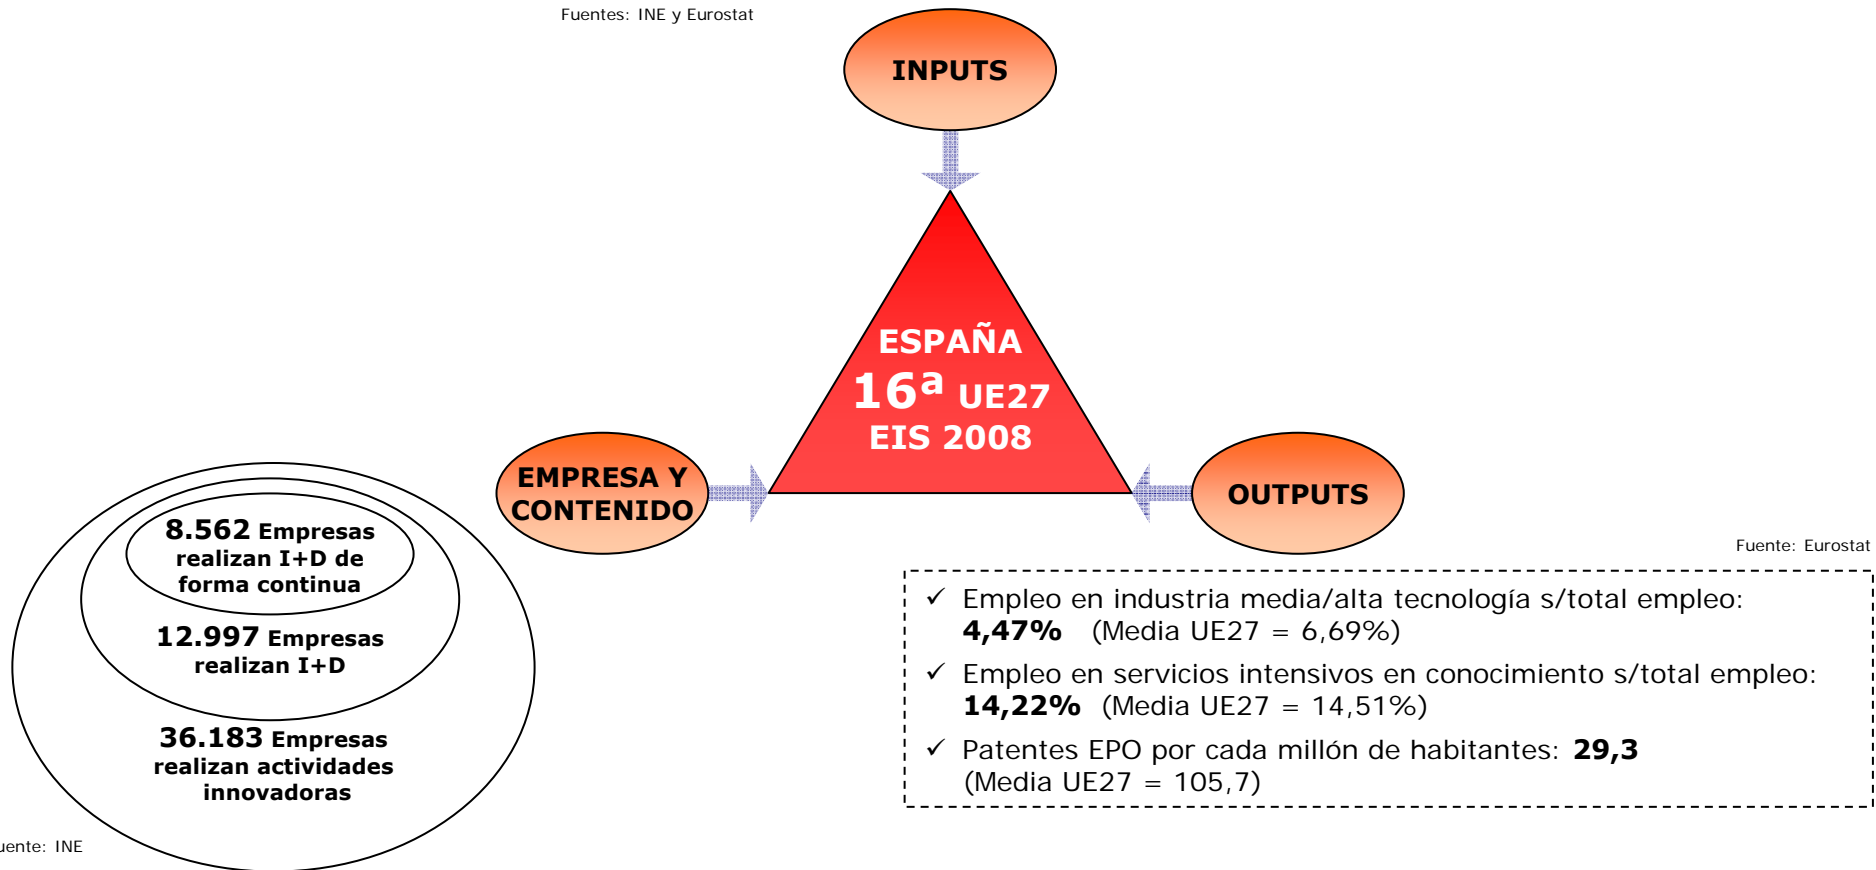 Fuentes: INE y Eurostat
INPUTS
ESPAÑA
16ª UE27
EIS 2008
EMPRESA Y
CONTENIDO
OUTPUTS
8.562 Empresas
realizan I+D de
forma continua
12.997 Empresas
realizan I+D
36.183 Empresas
realizan actividades
innovadoras
uente: INE
Fuente: Eurostat
✓ Empleo en industria media/alta tecnología s/total empleo:
4,47% (Media UE27 = 6,69%)
✓ Empleo en servicios intensivos en conocimiento s/total empleo:
14,22% (Media UE27 = 14,51%)
✓ Patentes EPO por cada millón de habitantes: 29,3
(Media UE27 = 105,7)